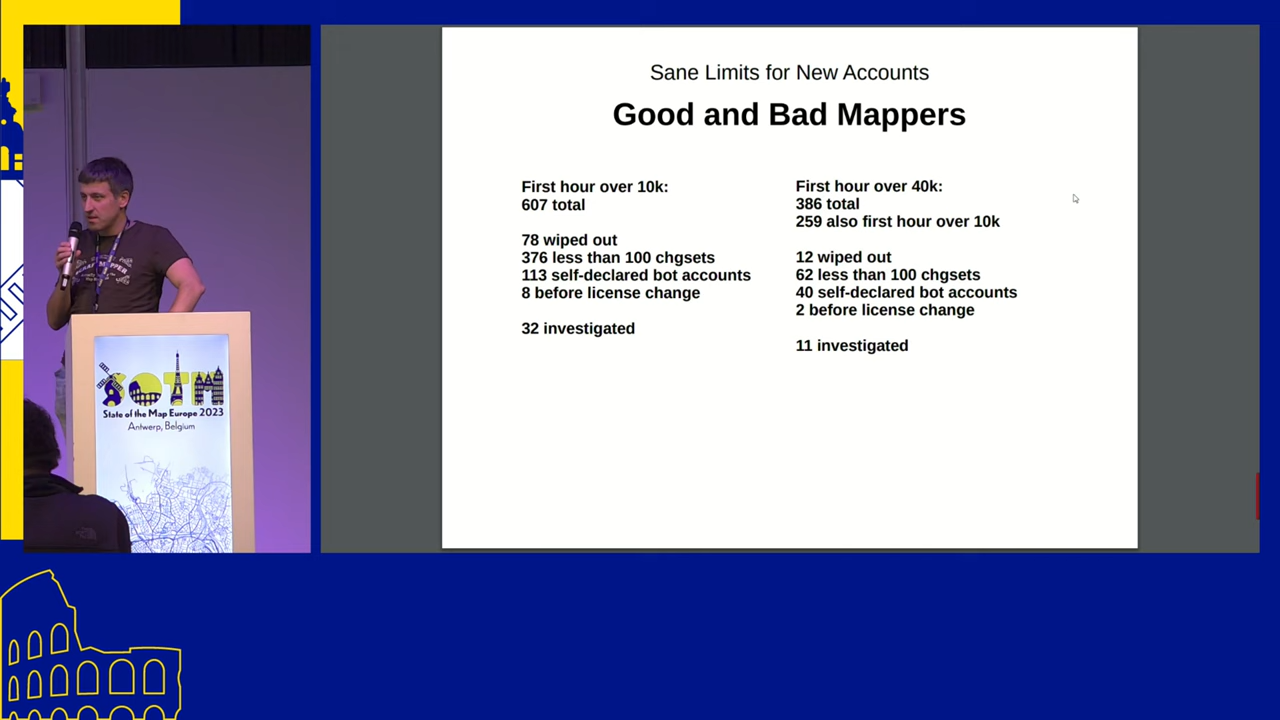 Sane Limits for New Accounts
Good and Bad Mappers
First hour over 10k:
607 total
78 wiped out
376 less than 100 chgsets
113 self-declared bot accounts
8 before license change
32 investigated
First hour over 40k:
386 total
259 also first hour over 10k
12 wiped out
62 less than 100 chgsets
40 self-declared bot accounts
2 before license change
11 investigated
SOTM
State of the Map Europe 2023
Antwerp, Belgium